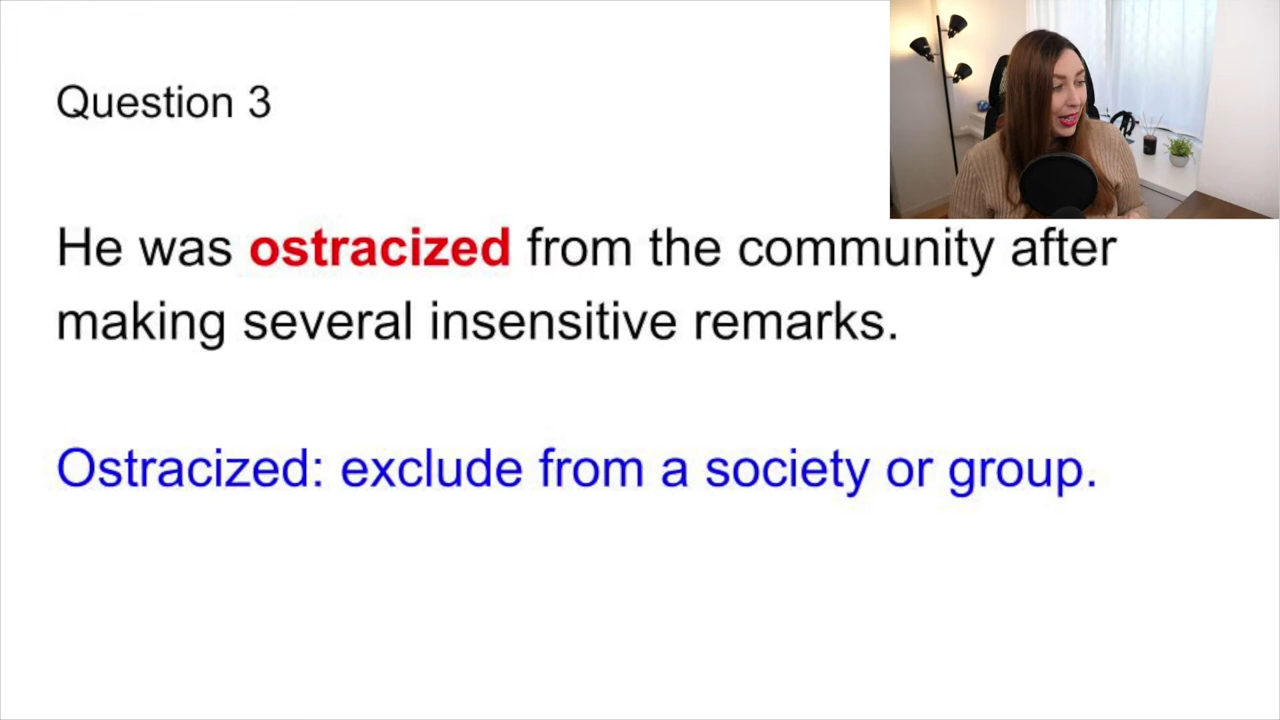 Question 3
He was ostracized from the community after
making several insensitive remarks.
Ostracized: exclude from a society or group.